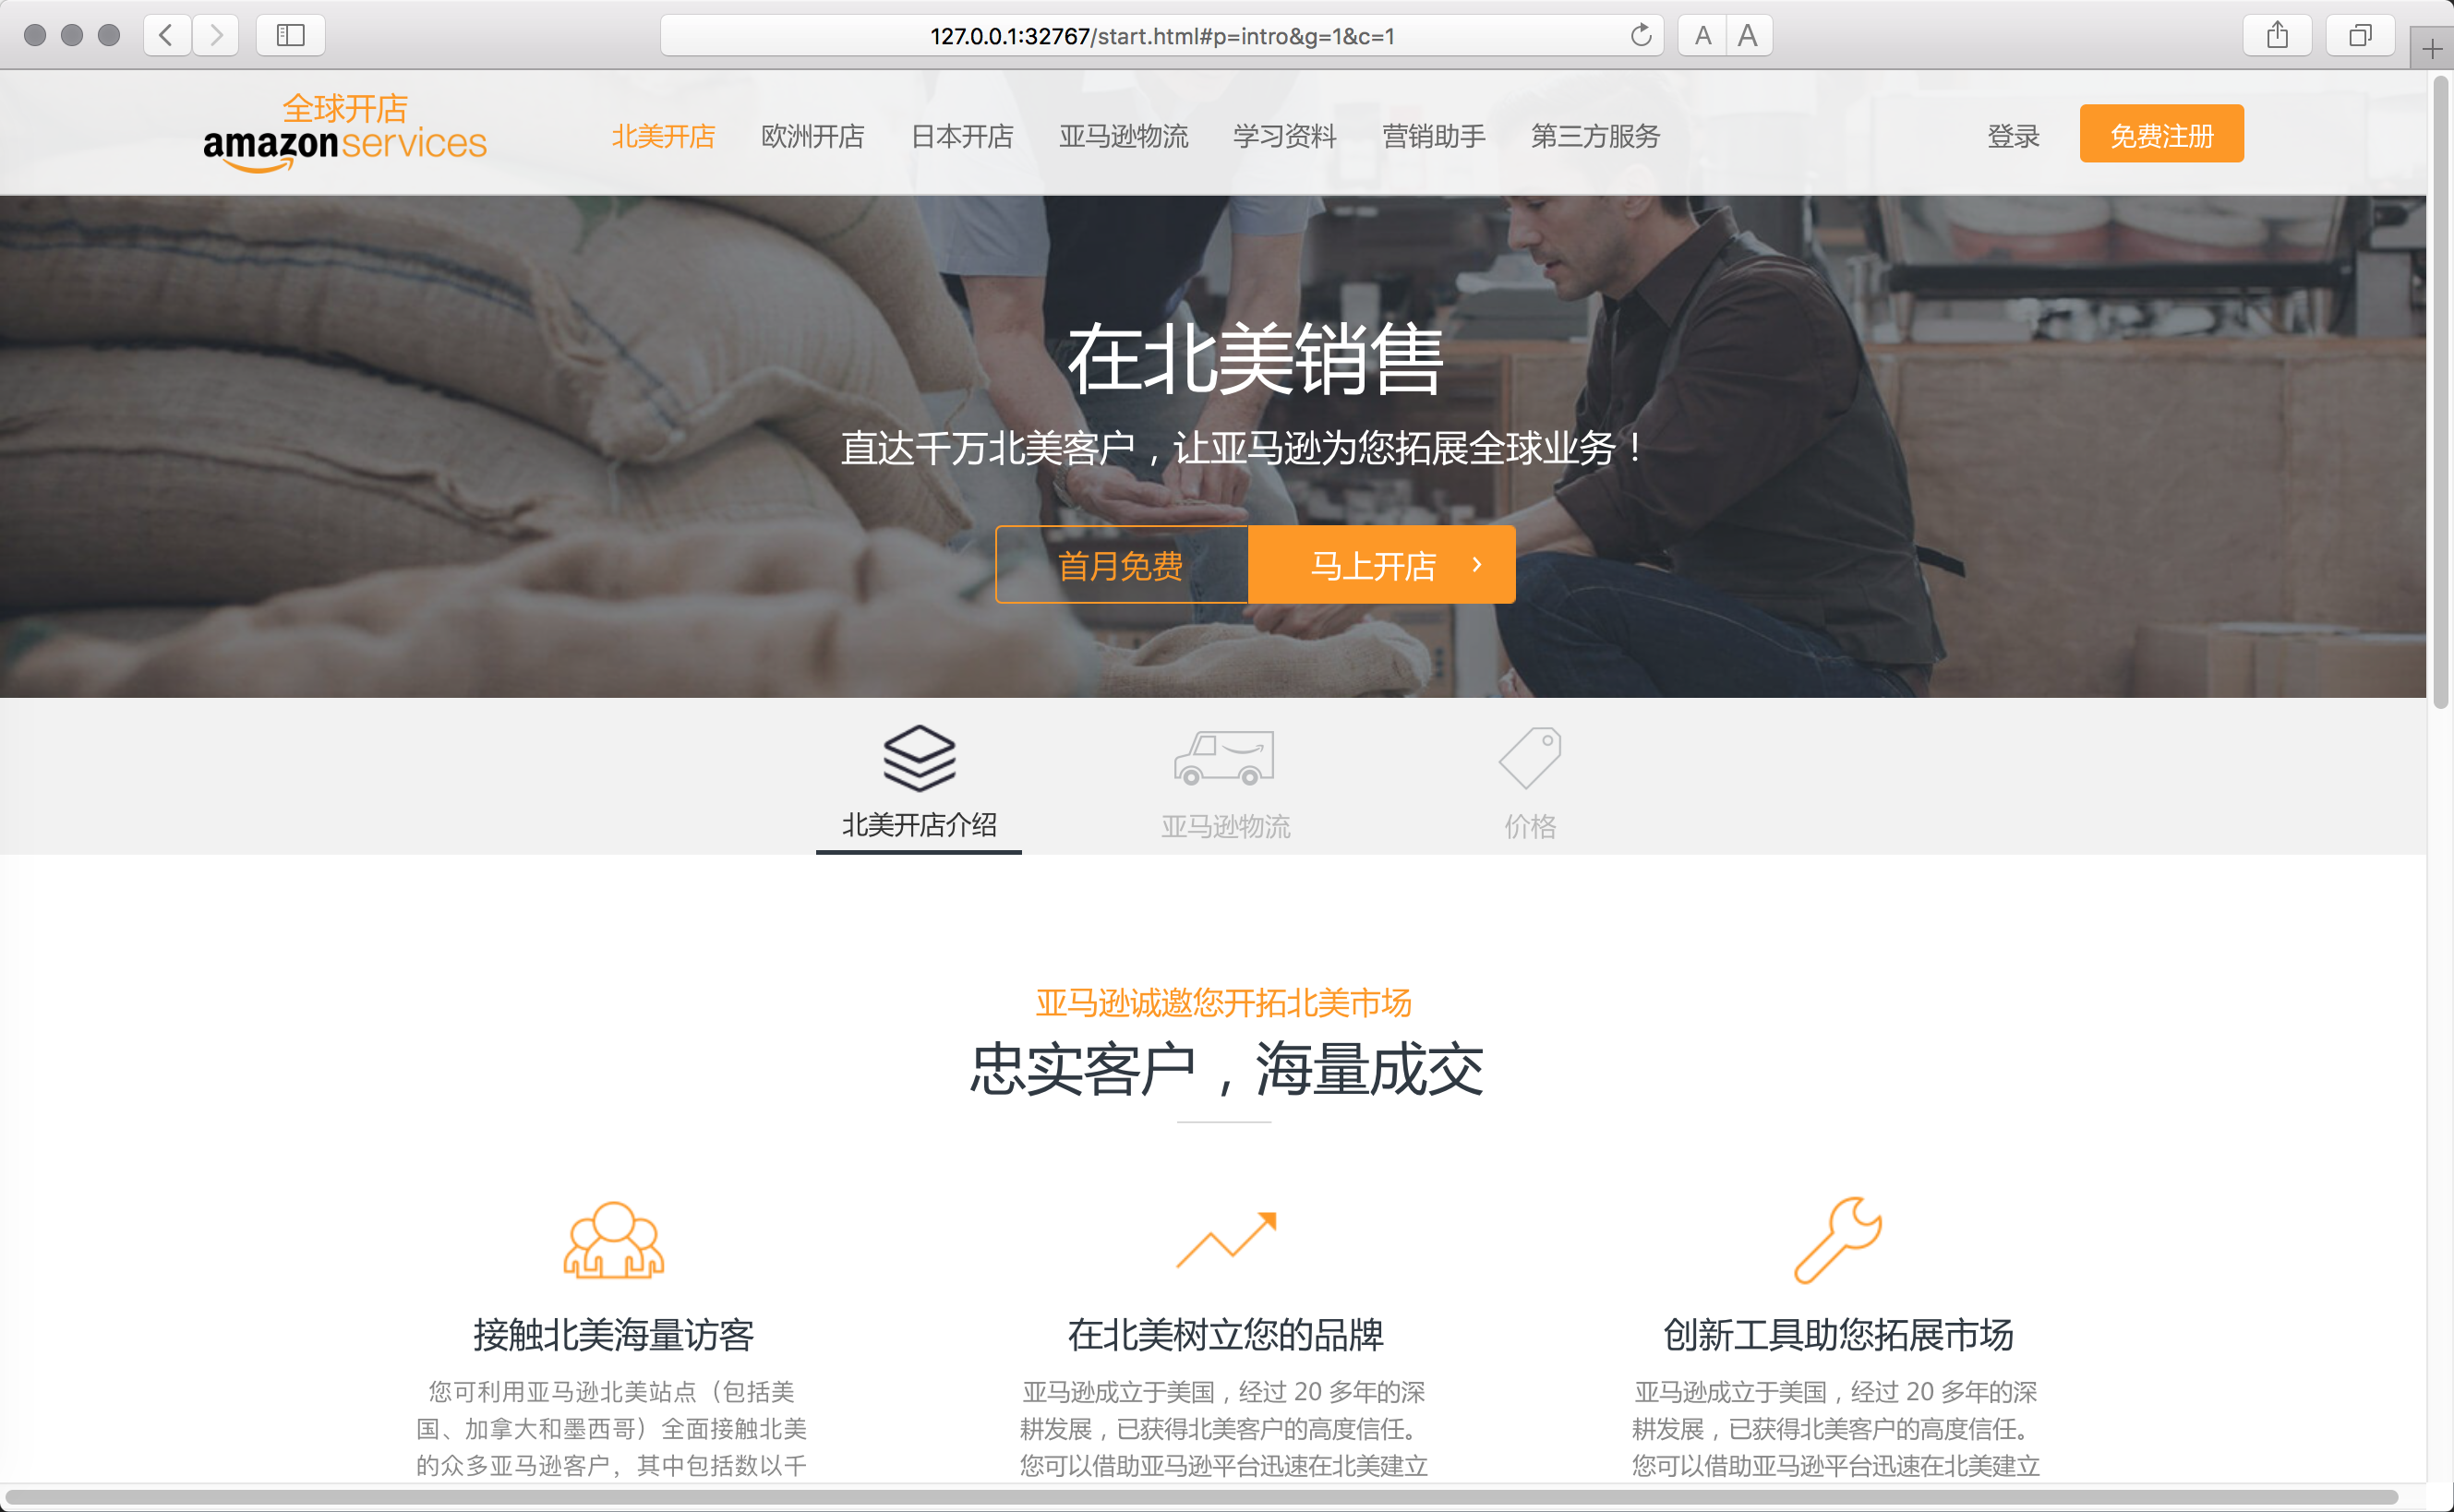 127.0.0.1:32767/start.html#p=intro&g=1&c=1
A A
全球开店
amazonservices
北美开店 欧洲开店 日本开店 亚马逊物流 学习资料 营销助手 第三方服务 登录 免费注册
在北美销售
直达千万北美客户，让亚马逊为您拓展全球业务！
首月免费 马上开店
北美开店介绍 亚马逊物流 价格
亚马逊诚邀您开拓北美市场
忠实客户，海量成交
接触北美海量访客
您可利用亚马逊北美站点（包括美
国、加拿大和墨西哥）全面接触北美
的众多亚马逊客户，其中包括数以千
在北美树立您的品牌
亚马逊成立于美国，经过 20 多年的深
耕发展，已获得北美客户的高度信任。
您可以借助亚马逊平台迅速在北美建立
创新工具助您拓展市场
亚马逊成立于美国，经过 20 多年的深
耕发展，已获得北美客户的高度信任。
您可以借助亚马逊平台迅速在北美建立